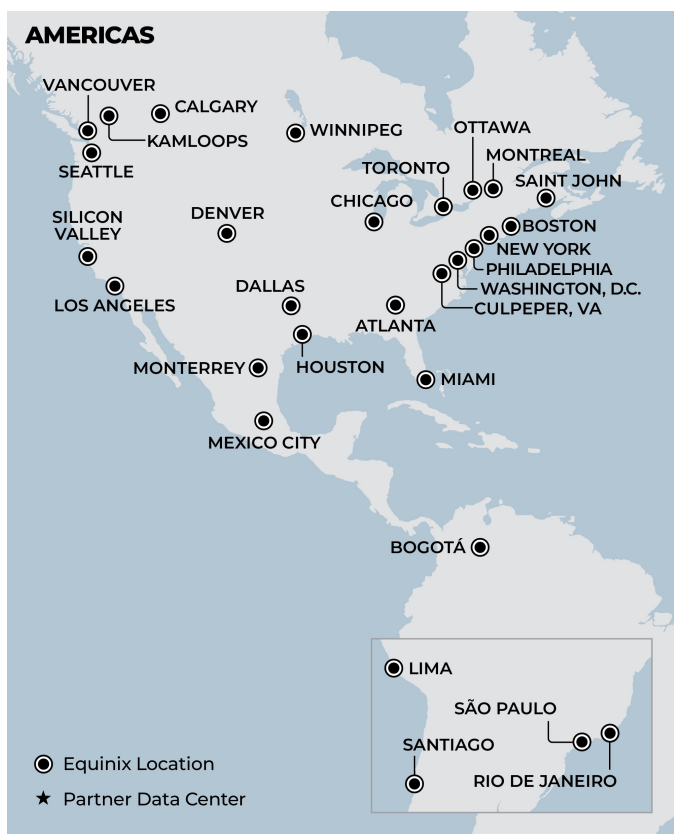 AMERICAS
VANCOUVER
CALGARY
KAMLOOPS
WINNIPEG
OTTAWA
MONTREAL
TORONTO
SAINT JOHN
SEATTLE
CHICAGO
DENVER
SILICON
VALLEY
BOSTON
NEW YORK
PHILADELPHIA
WASHINGTON, D.C.
CULPEPER, VA
LOS ANGELES
DALLAS
ATLANTA
HOUSTON
MONTERREY
MIAMI
MEXICO CITY
BOGOTÁ
LIMA
SÃO PAULO
SANTIAGO
RIO DE JANEIRO
Equinix Location
Partner Data Center